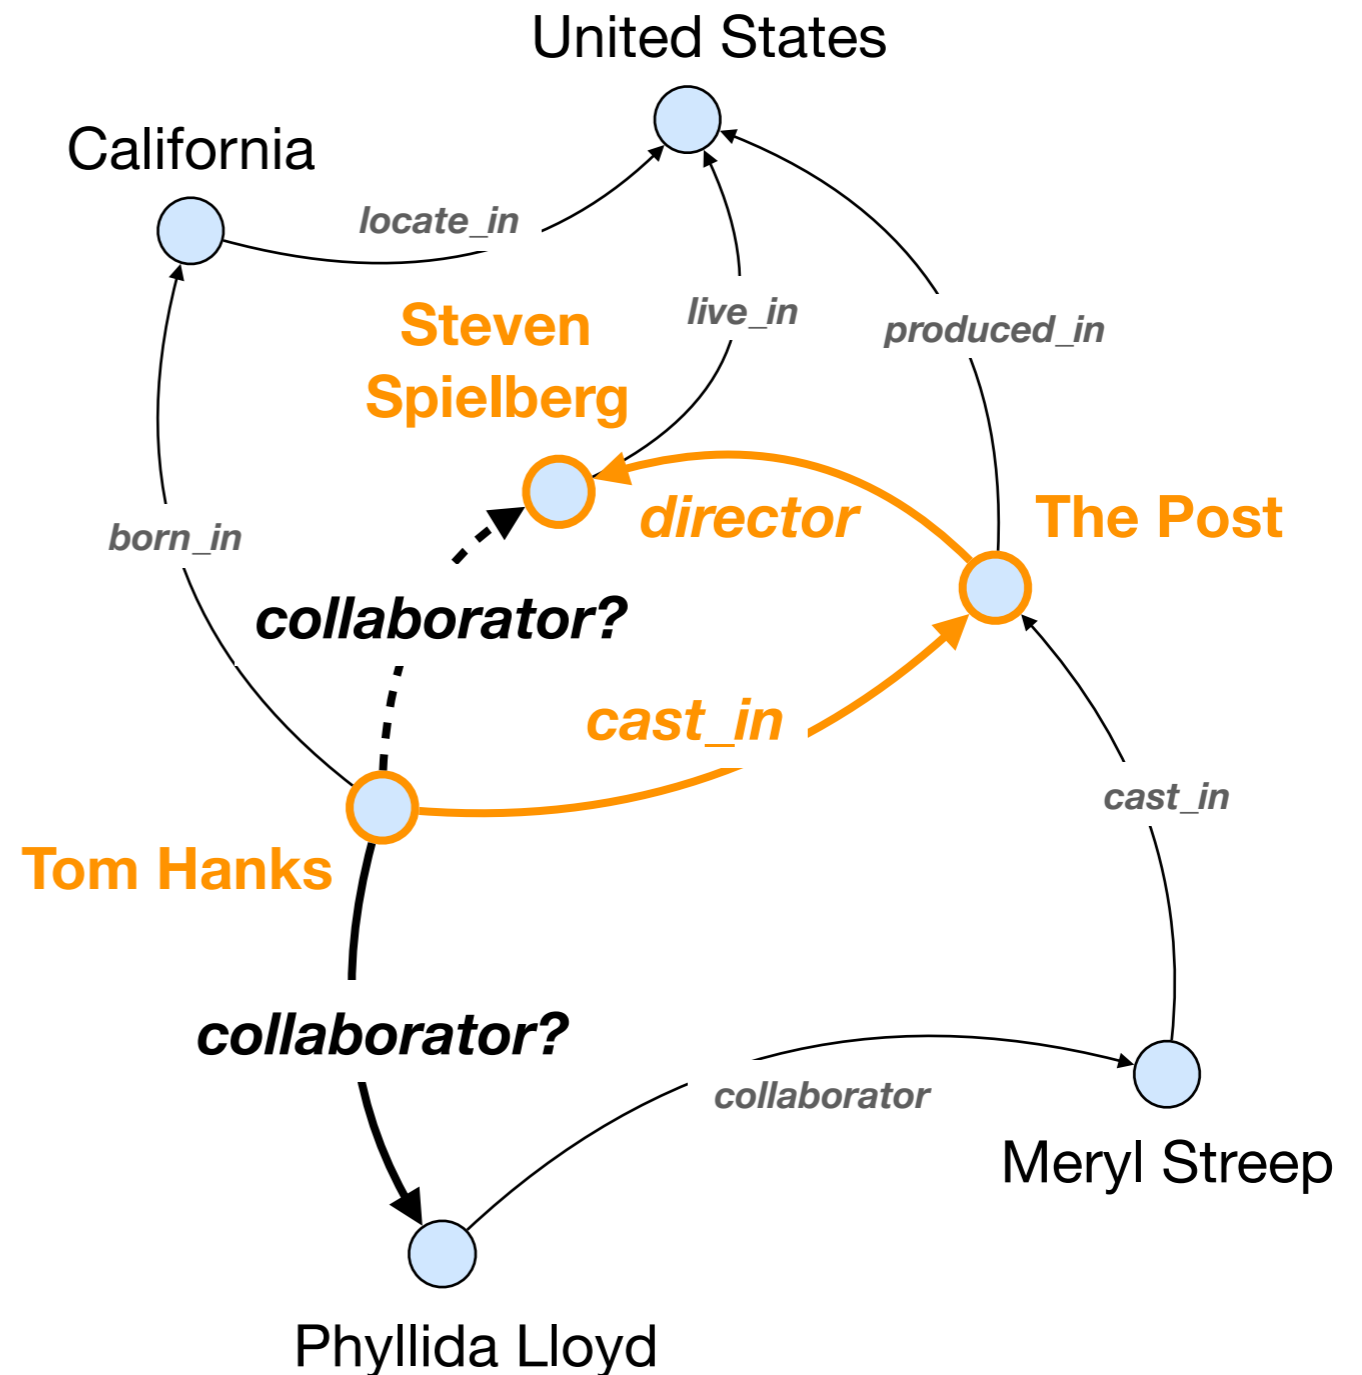 United States
California
locate_in
Steven
Spielberg
live_in
produced_in
director
The Post
born_in
collaborator?
cast_in
cast_in
Tom Hanks
collaborator?
collaborator
Meryl Streep
Phyllida Lloyd